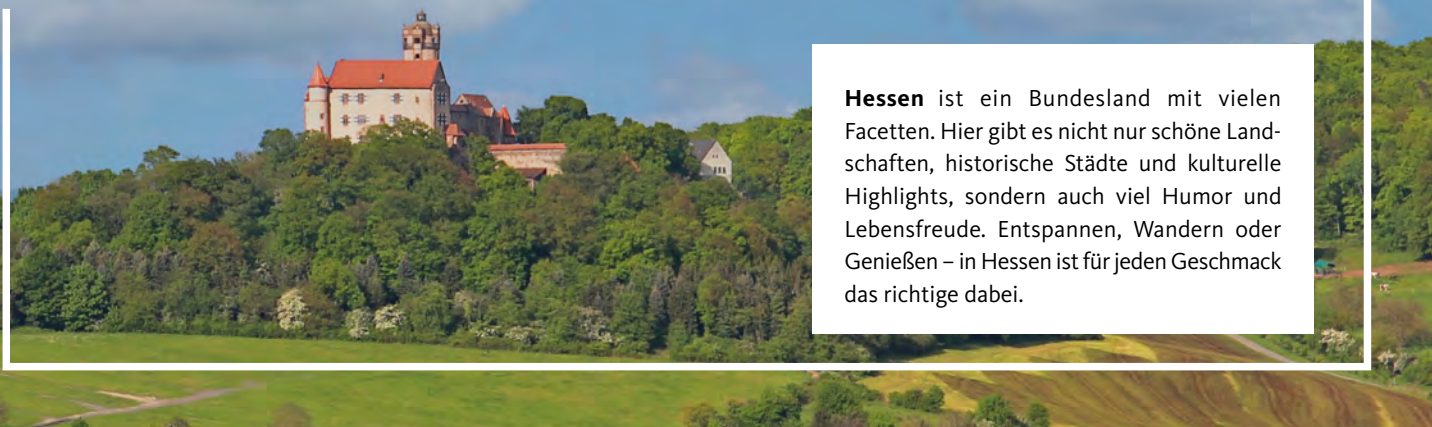 Hessen ist ein Bundesland mit vielen
Facetten. Hier gibt es nicht nur schöne Land-
schaften, historische Städte und kulturelle
Highlights, sondern auch viel Humor und
Lebensfreude. Entspannen, Wandern oder
Genießen – in Hessen ist für jeden Geschmack
das richtige dabei.